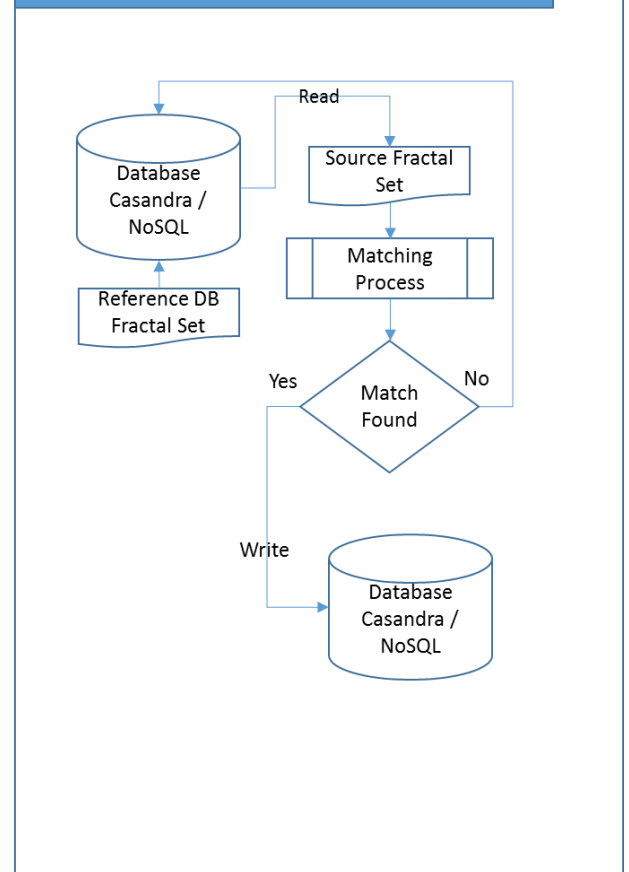 Read
Database
Casandra /
NoSQL
Source Fractal
Set
Matching
Process
Reference DB
Fractal Set
Yes
No
Match
Found
Write
Database
Casandra /
NoSQL